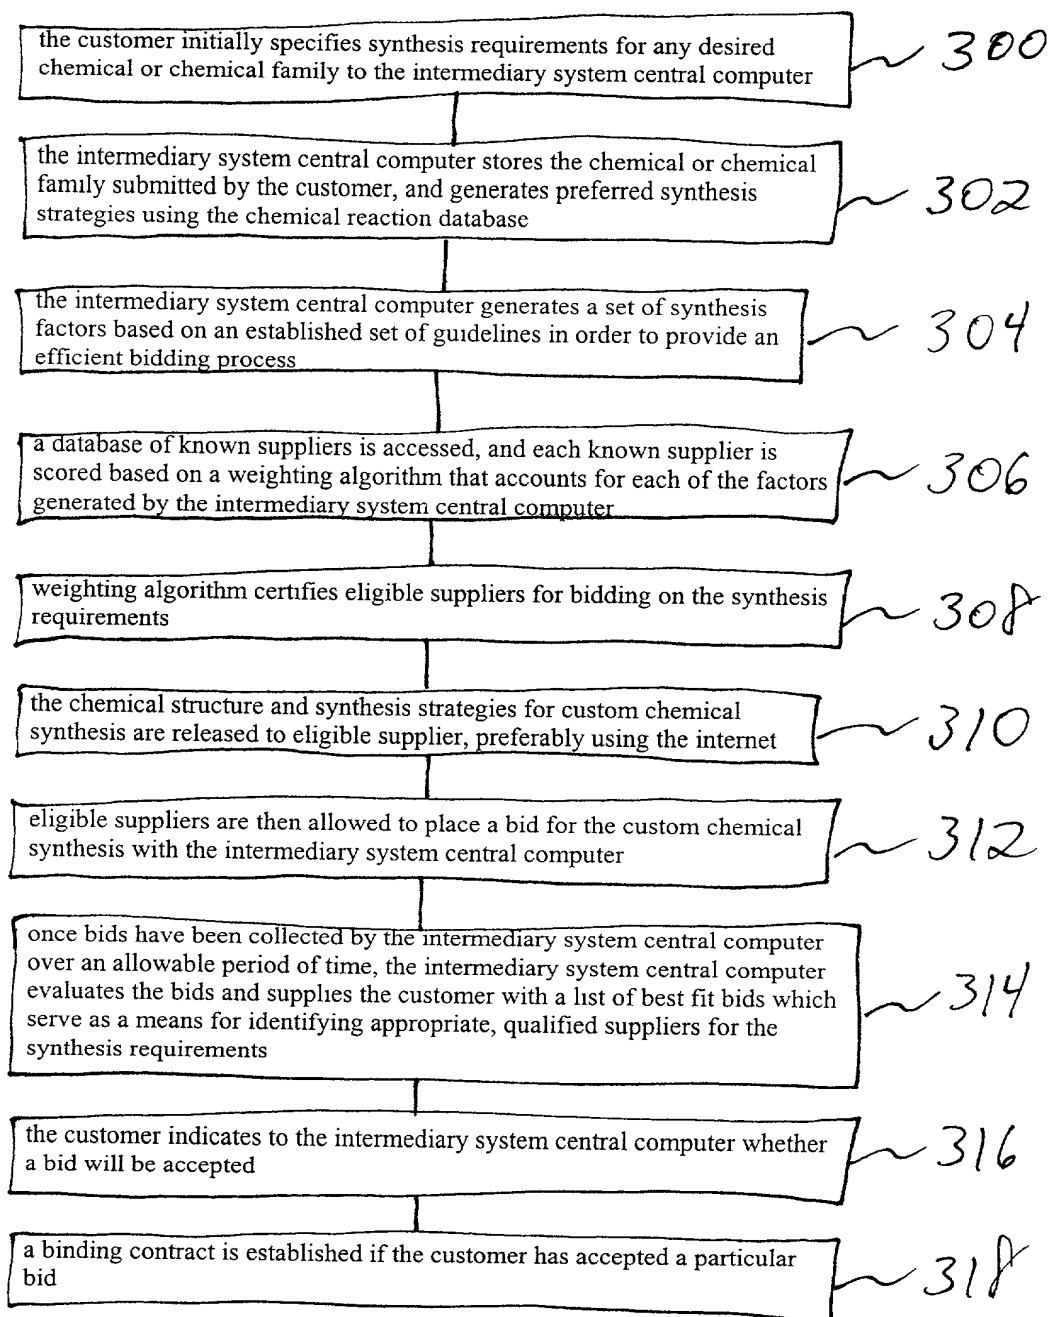 the customer initially specifies synthesis requirements for any desired
chemical or chemical family to the intermediary system central computer
300
the intermediary system central computer stores the chemical or chemical
family submitted by the customer, and generates preferred synthesis
strategies using the chemical reaction database
302
the intermediary system central computer generates a set of synthesis
factors based on an established set of guidelines in order to provide an
efficient bidding process
304
a database of known suppliers is accessed, and each known supplier is
scored based on a weighting algorithm that accounts for each of the factors
generated by the intermediary system central computer
306
weighting algorithm certifies eligible suppliers for bidding on the synthesis
requirements
308
the chemical structure and synthesis strategies for custom chemical
synthesis are released to eligible supplier, preferably using the internet
310
eligible suppliers are then allowed to place a bid for the custom chemical
synthesis with the intermediary system central computer
312
once bids have been collected by the intermediary system central computer
over an allowable period of time, the intermediary system central computer
evaluates the bids and supplies the customer with a list of best fit bids which
serve as a means for identifying appropriate, qualified suppliers for the
synthesis requirements
314
the customer indicates to the intermediary system central computer whether
a bid will be accepted
316
a binding contract is established if the customer has accepted a particular
bid
318